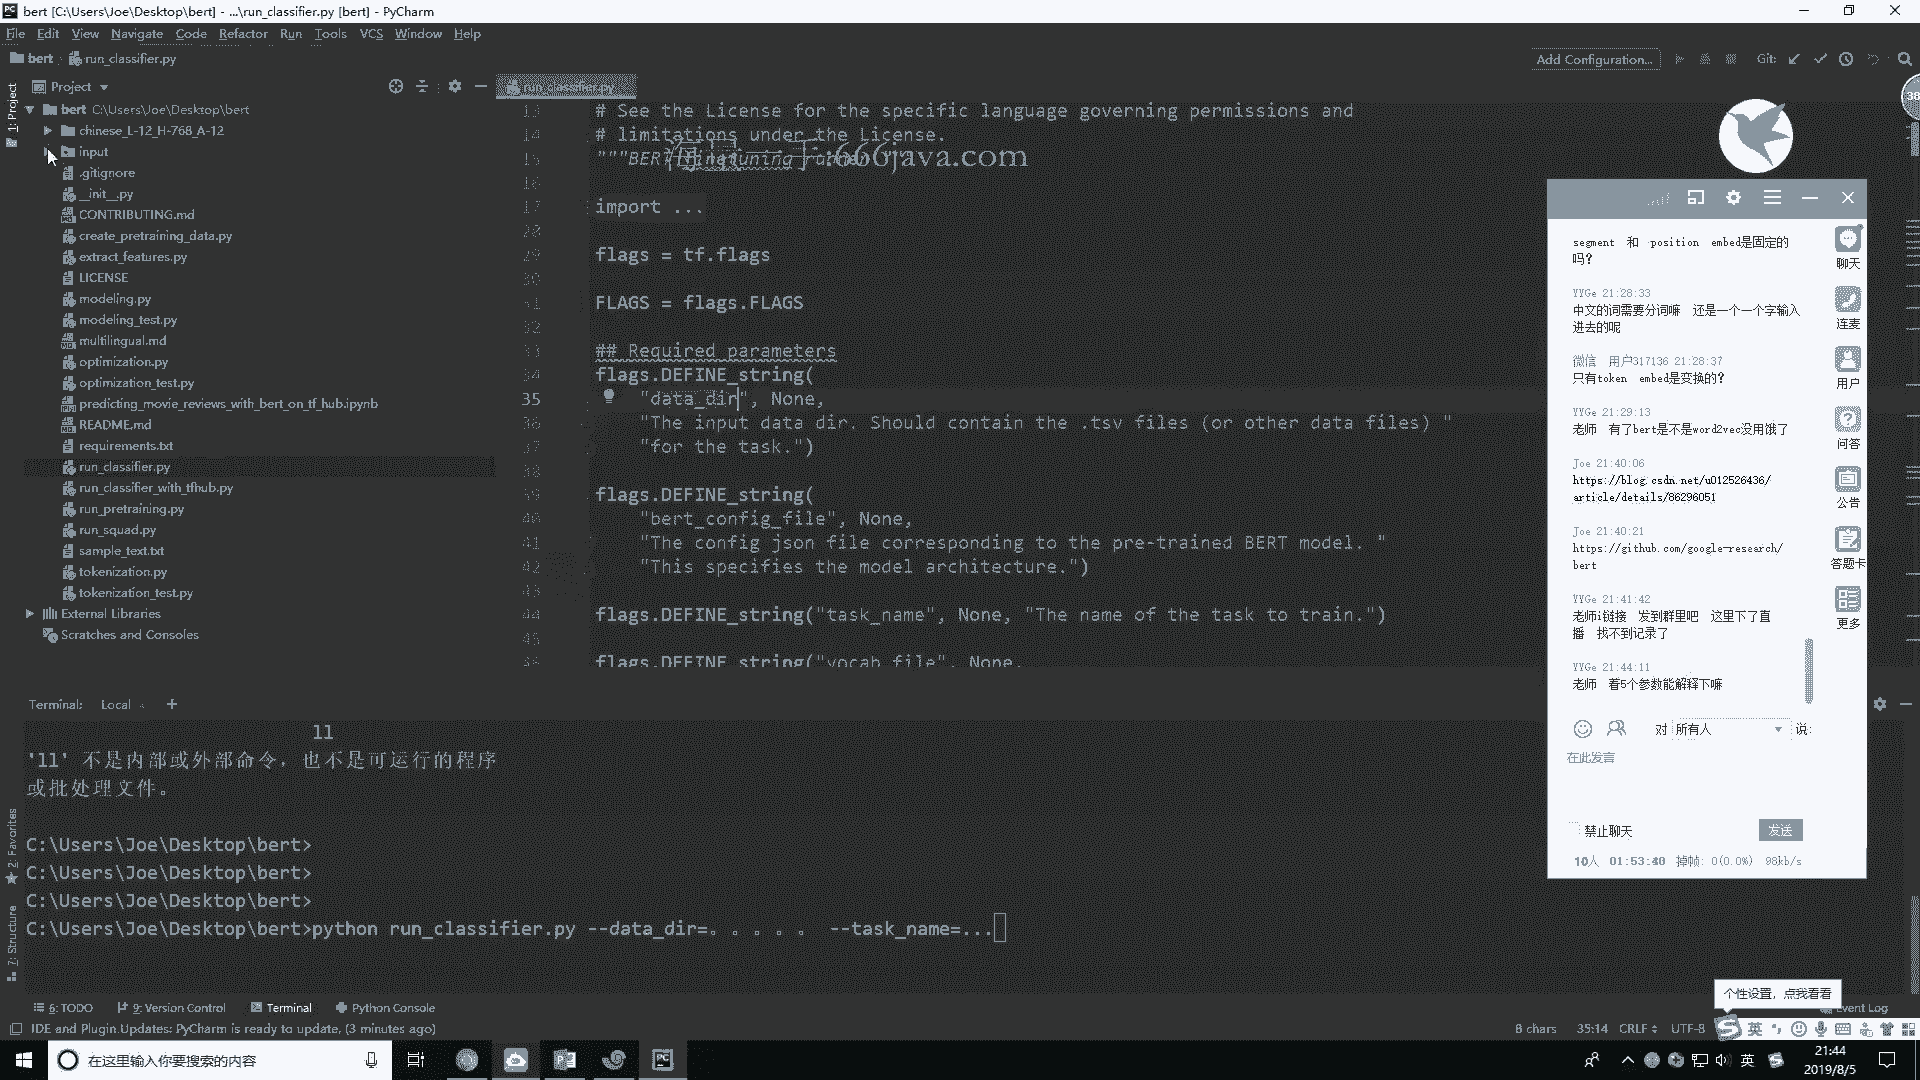 bert [C:\Users\Joe\Desktop\bert] - ...\run_classifier.py [bert] - PyCharm
File Edit View Navigate Code Refactor Run Tools VCS Window Help
bert run_classifier.py
Add Configuration... Git:
Project
1: Project
run_classifier.py
38
bert C:\Users\Joe\Desktop\bert
chinese_L-12_H-768_A-12
input
.gitignore
__init__.py
CONTRIBUTING.md
create_pretraining_data.py
extract_features.py
LICENSE
modeling.py
modeling_test.py
multilingual.md
optimization.py
optimization_test.py
predicting_movie_reviews_with_bert_on_tf_hub.ipynb
README.md
requirements.txt
run_classifier.py
run_classifier_with_tfhub.py
run_pretraining.py
run_squad.py
sample_text.txt
tokenization.py
tokenization_test.py
External Libraries
Scratches and Consoles
13 # See the License for the specific language governing permissions and
14 # limitations under the License.
15 """BERT finetuning runner.
666java.com
16
17 import ...
28
29 flags = tf.flags
30
31 FLAGS = flags.FLAGS
32
33 ## Required parameters
34 flags.DEFINE_string(
35 "data_dir", None,
36 "The input data dir. Should contain the .tsv files (or other data files) "
37 "for the task.")
38
39 flags.DEFINE_string(
40 "bert_config_file", None,
41 "The config json file corresponding to the pre-trained BERT model. "
42 "This specifies the model architecture.")
43
44 flags.DEFINE_string("task_name", None, "The name of the task to train.")
45
46 flags.DEFINE_string("vocab_file", None,
segment 和 position embed是固定的
吗？
YYGe 21:28:33
中文的词需要分词嘛 还是一个一个字输入
进去的呢
微信 用户317136 21:28:37
只有token embed是变换的？
YYGe 21:29:13
老师 有了bert是不是word2vec没用饿了
Joe 21:40:06
https://blog.csdn.net/u012526436/
article/details/86296051
Joe 21:40:21
https://github.com/google-research/
bert
YYGe 21:41:42
老师i链接 发到群里吧 这里下了直
播 找不到记录了
YYGe 21:44:11
老师 着5个参数能解释下嘛
聊天
连麦
用户
问答
公告
答题卡
更多
对 所有人 说:
在此发言
禁止聊天 发送
10人 01:53:40 掉帧: 0(0.0%) 98kb/s
Terminal: Local +
ll
'll' 不是内部或外部命令，也不是可运行的程序
或批处理文件。
C:\Users\Joe\Desktop\bert>
C:\Users\Joe\Desktop\bert>
C:\Users\Joe\Desktop\bert>
C:\Users\Joe\Desktop\bert>python run_classifier.py --data_dir=。。。。。 --task_name=...
2: Favorites
7: Structure
6: TODO 9: Version Control Terminal Python Console
个性设置，点我看看
Event Log
IDE and Plugin Updates: PyCharm is ready to update. (3 minutes ago)
8 chars 35:14 CRLF UTF-8
英
在这里输入你要搜索的内容
英
21:44
2019/8/5